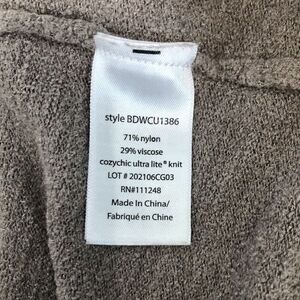 style BDWCU1386
71% nylon
29% viscose
cozychic ultra lite® knit
LOT # 202106CG03
RN#111248
Made In China/
Fabriqué en Chine